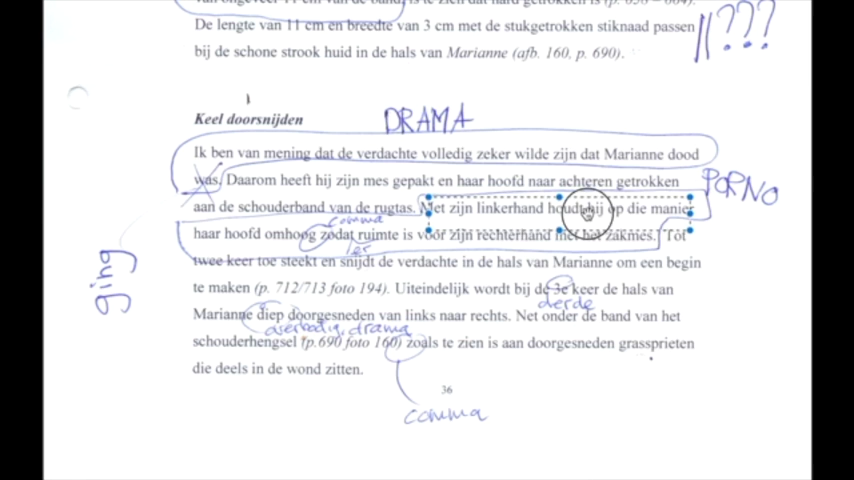 De lengte van 11 cm en breedte van 3 cm met de stukgetrokken stiknaad passen
bij de schone strook huid in de hals van Marianne (afb. 160, p. 690).
||???
Keel doorsnijden
DRAMA
Ik ben van mening dat de verdachte volledig zeker wilde zijn dat Marianne dood
was. Daarom heeft hij zijn mes gepakt en haar hoofd naar achteren getrokken
PORNO
aan de schouderband van de rugtas. Met zijn linkerhand houdt hij op die manier
comma
haar hoofd omhoog zodat ruimte is voor zijn rechterhand met het zakmes. Tot
er
ging
twee keer toe steekt en snijdt de verdachte in de hals van Marianne om een begin
te maken (p. 712/713 foto 194). Uiteindelijk wordt bij de 3e keer de hals van
derde
Marianne diep doorgesneden van links naar rechts. Net onder de band van het
overbodig, drama
schouderhengsel (p.690 foto 160) zoals te zien is aan doorgesneden grassprieten
die deels in de wond zitten.
36
comma